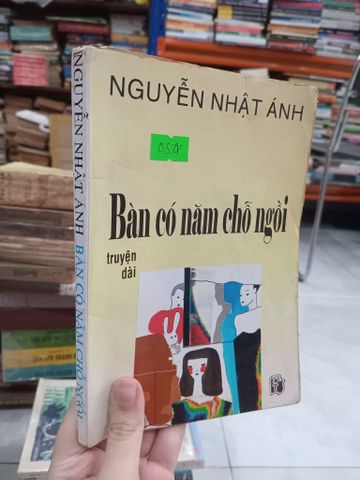 NGUYỄN NHẬT ÁNH
Bàn có năm chỗ ngồi
truyện
dài
NGUYỄN NHẬT ÁNH BÀN CÓ NĂM CHỖ NGỒI